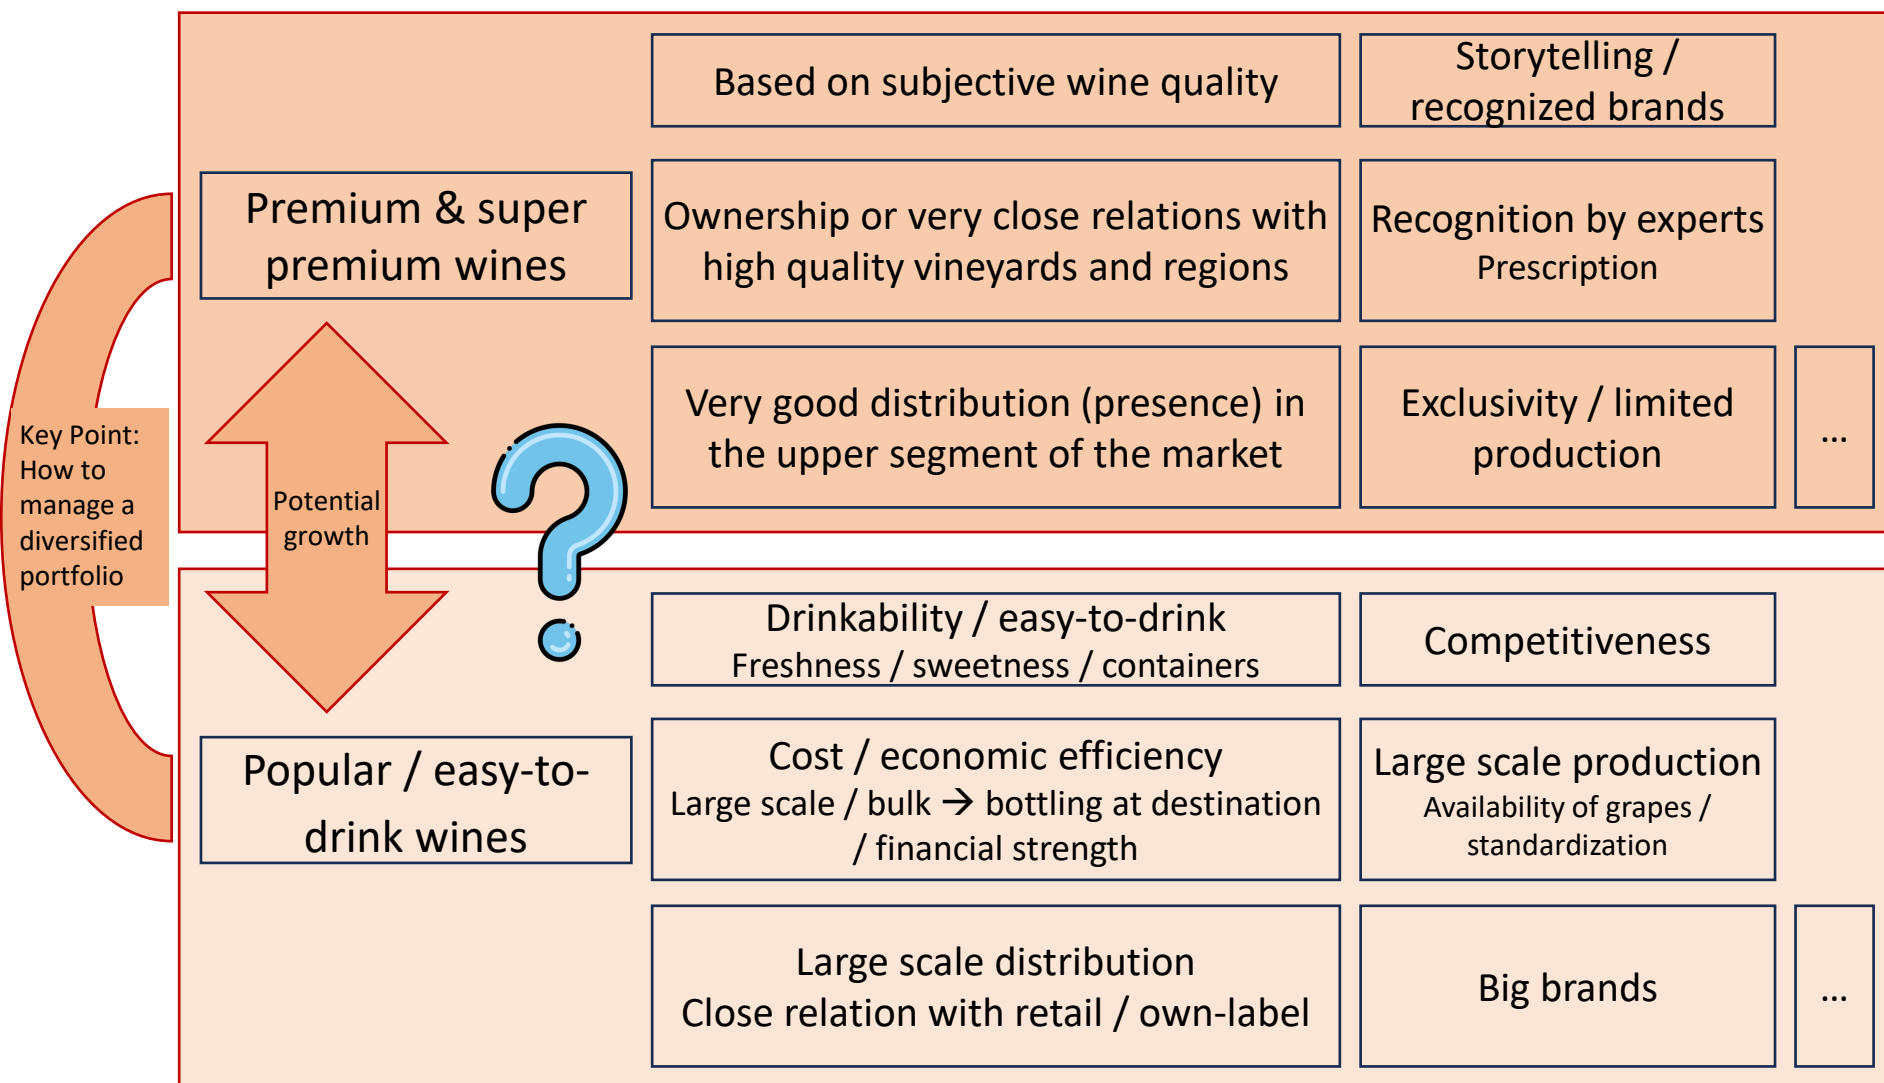 Based on subjective wine quality
Storytelling /
recognized brands
Premium & super
premium wines
Ownership or very close relations with
high quality vineyards and regions
Recognition by experts
Prescription
Very good distribution (presence) in
the upper segment of the market
Exclusivity / limited
production
...
Key Point:
How to
manage a
diversified
portfolio
Potential
growth
?
Drinkability / easy-to-drink
Freshness / sweetness / containers
Competitiveness
Popular / easy-to-
drink wines
Cost / economic efficiency
Large scale / bulk → bottling at destination
/ financial strength
Large scale production
Availability of grapes /
standardization
Large scale distribution
Close relation with retail / own-label
Big brands
...